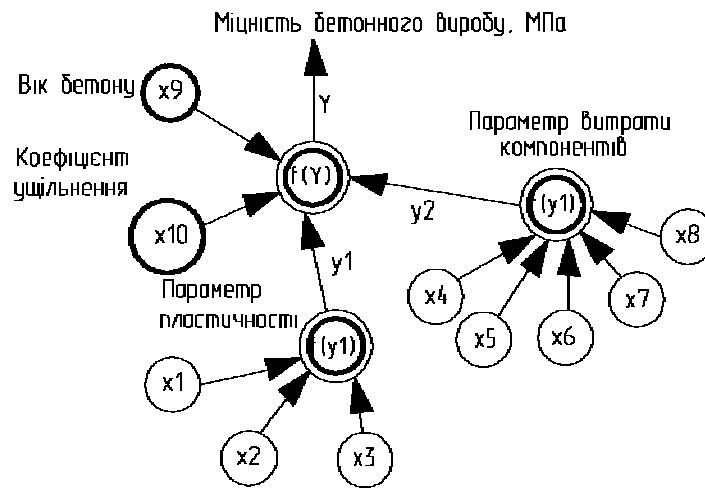 Міцність бетонного виробу, МПа
Вік бетону
x9
Y
Параметр витрати
компонентів
Коефіцієнт
ущільнення
f(Y)
(y1)
y2
x10
x8
y1
x4
x7
Параметр
пластичності
x5
x6
(y1)
x1
x2
x3